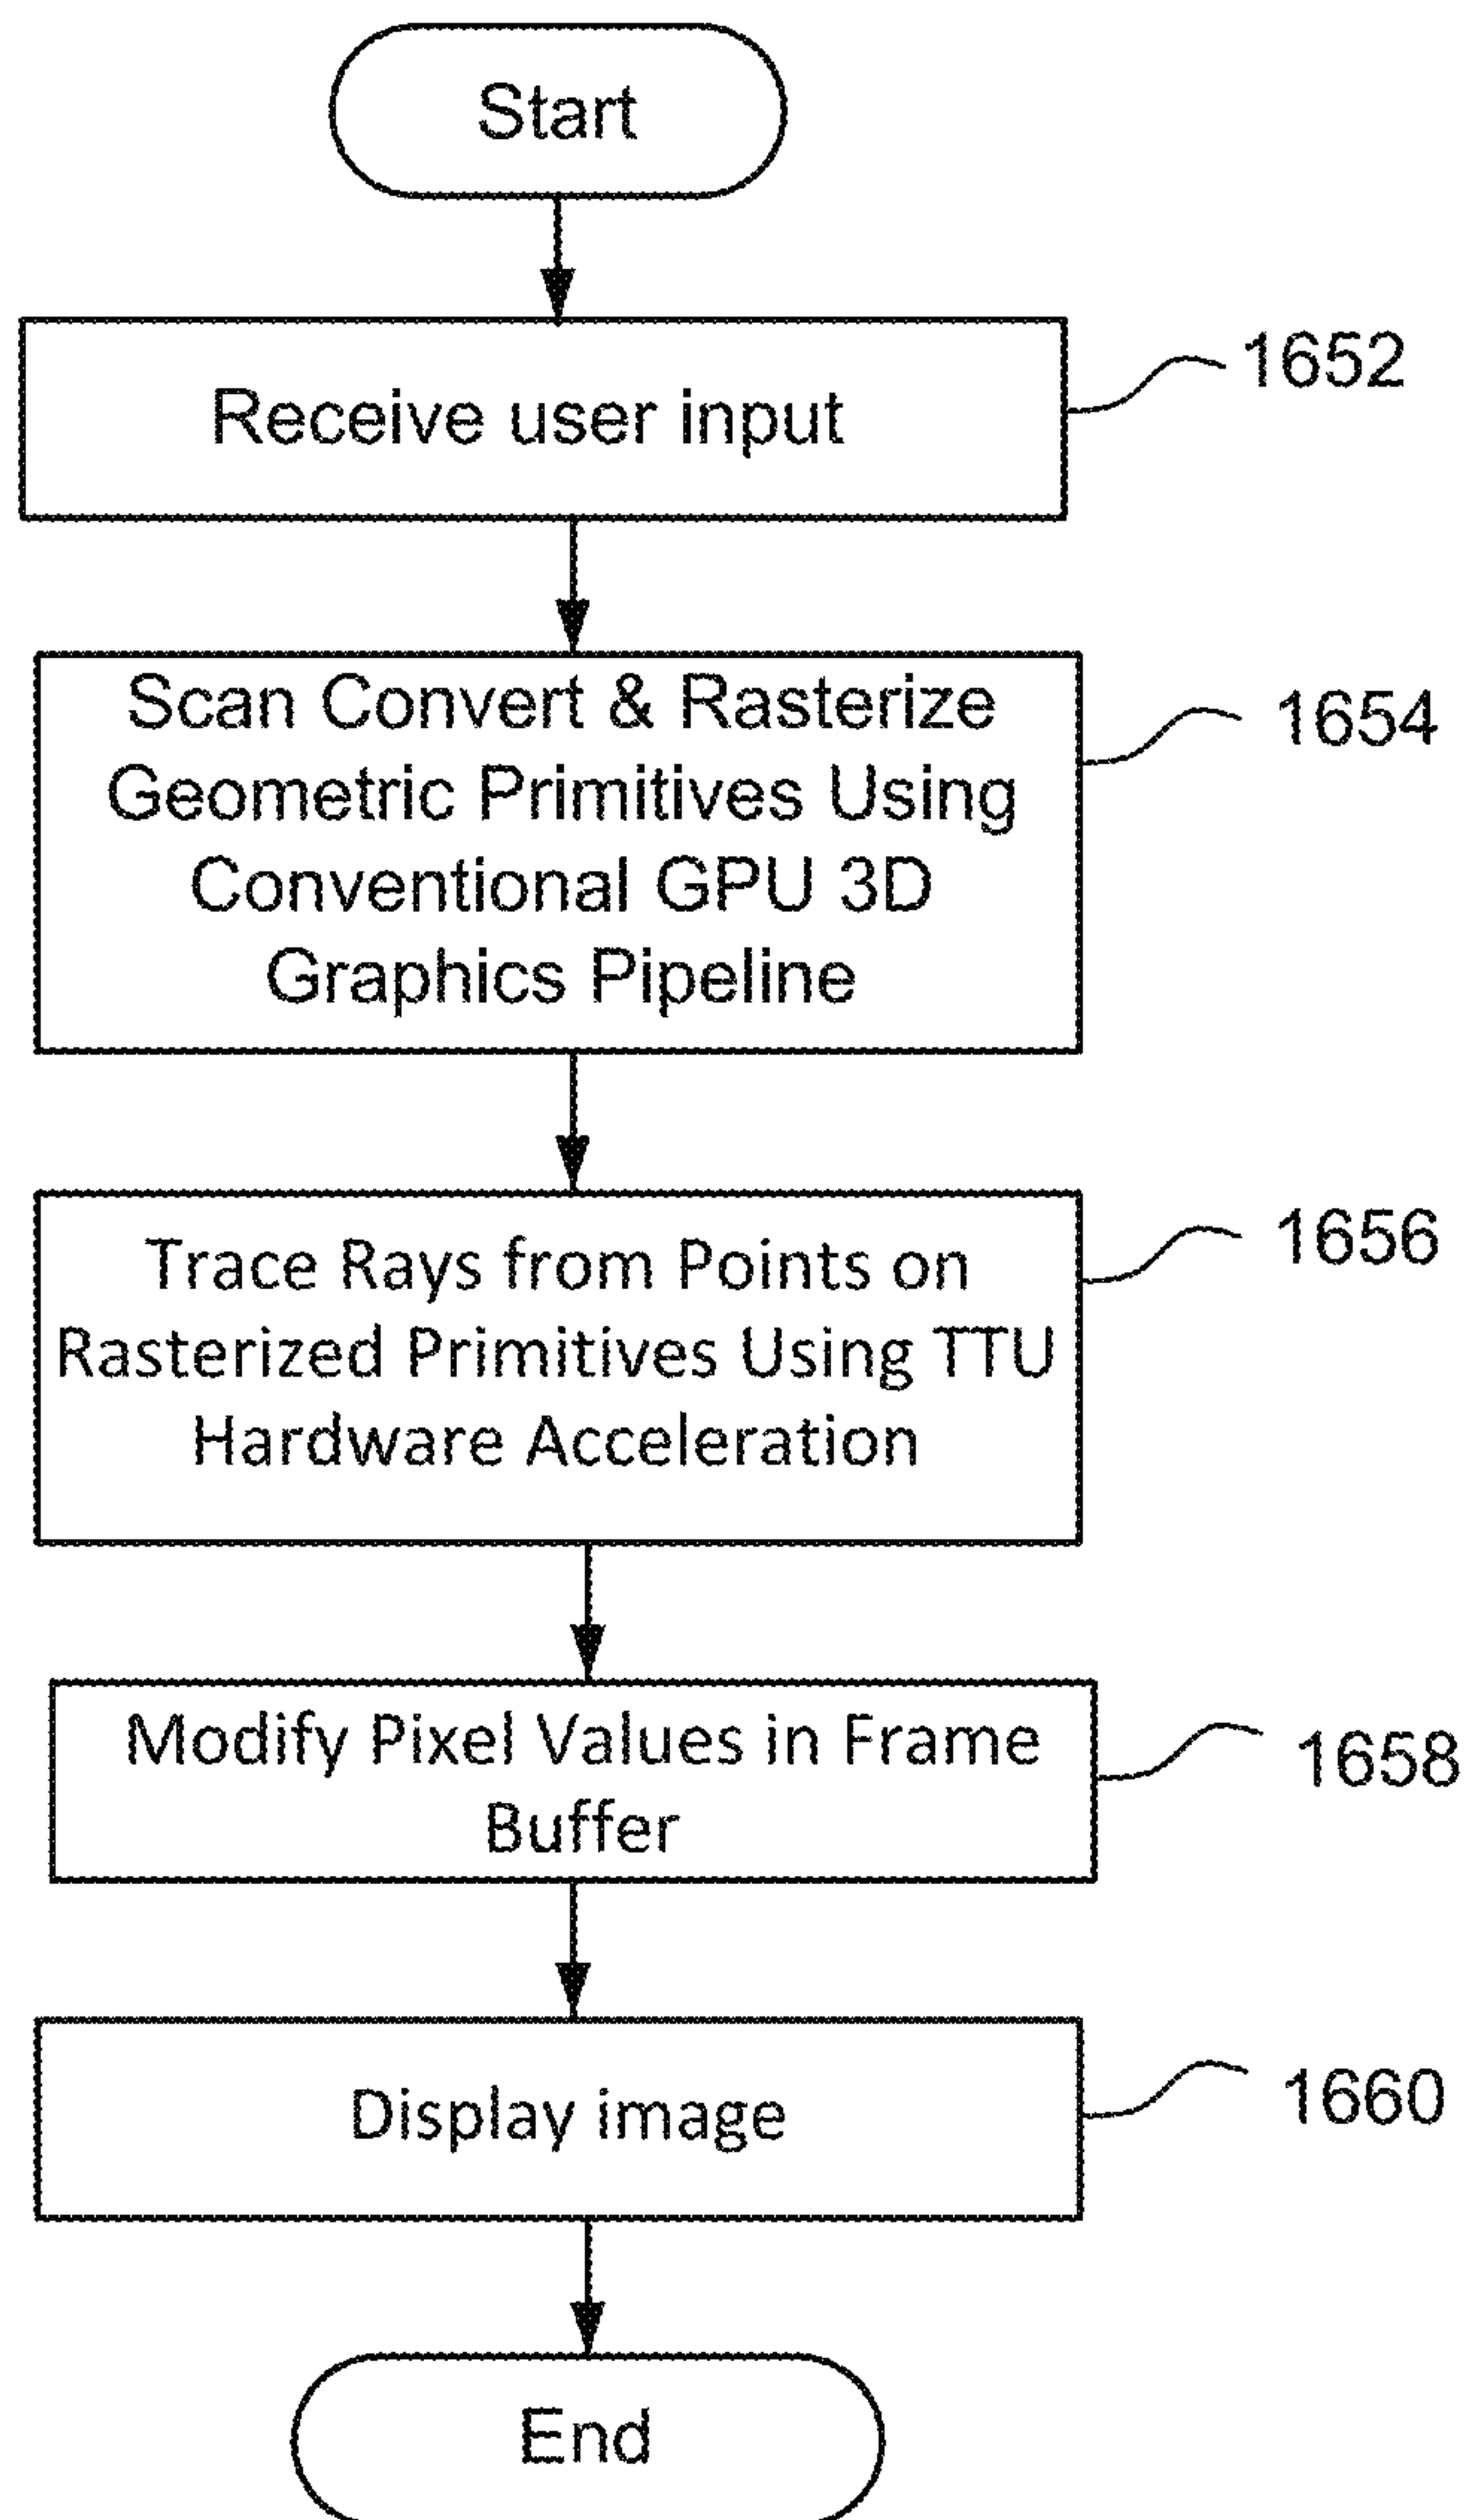 Start
Receive user input
1652
Scan Convert & Rasterize
Geometric Primitives Using
Conventional GPU 3D
Graphics Pipeline
1654
Trace Rays from Points on
Rasterized Primitives Using TTU
Hardware Acceleration
1656
Modify Pixel Values in Frame
Buffer
1658
Display image
1660
End